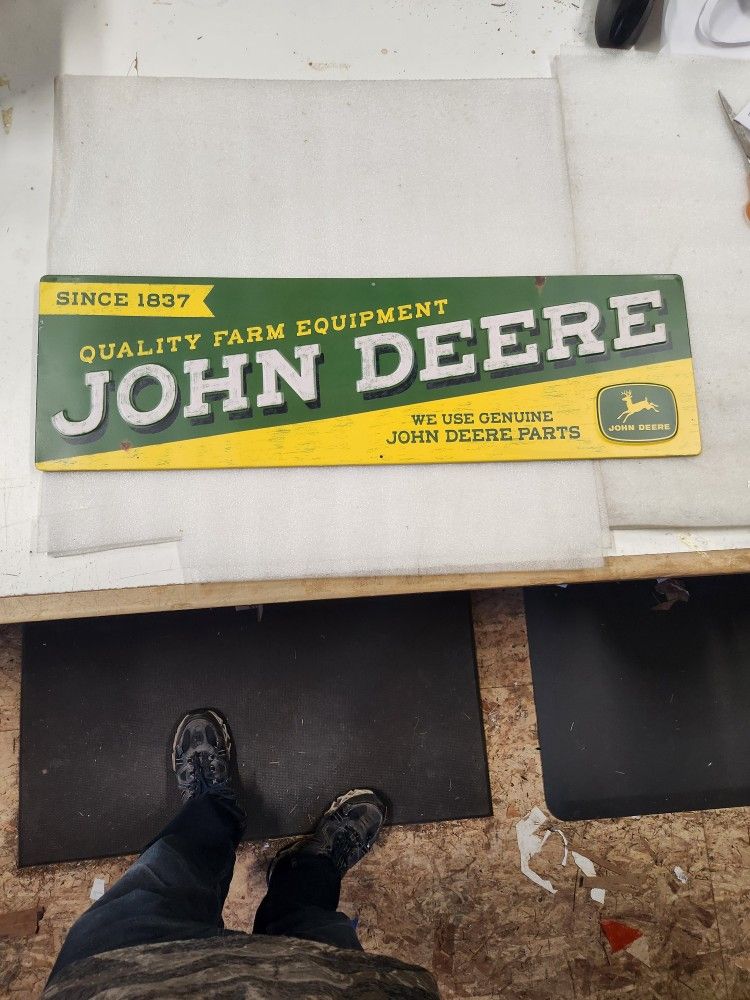 SINCE 1837
QUALITY FARM EQUIPMENT
JOHN DEERE
WE USE GENUINE
JOHN DEERE PARTS
JOHN DEERE